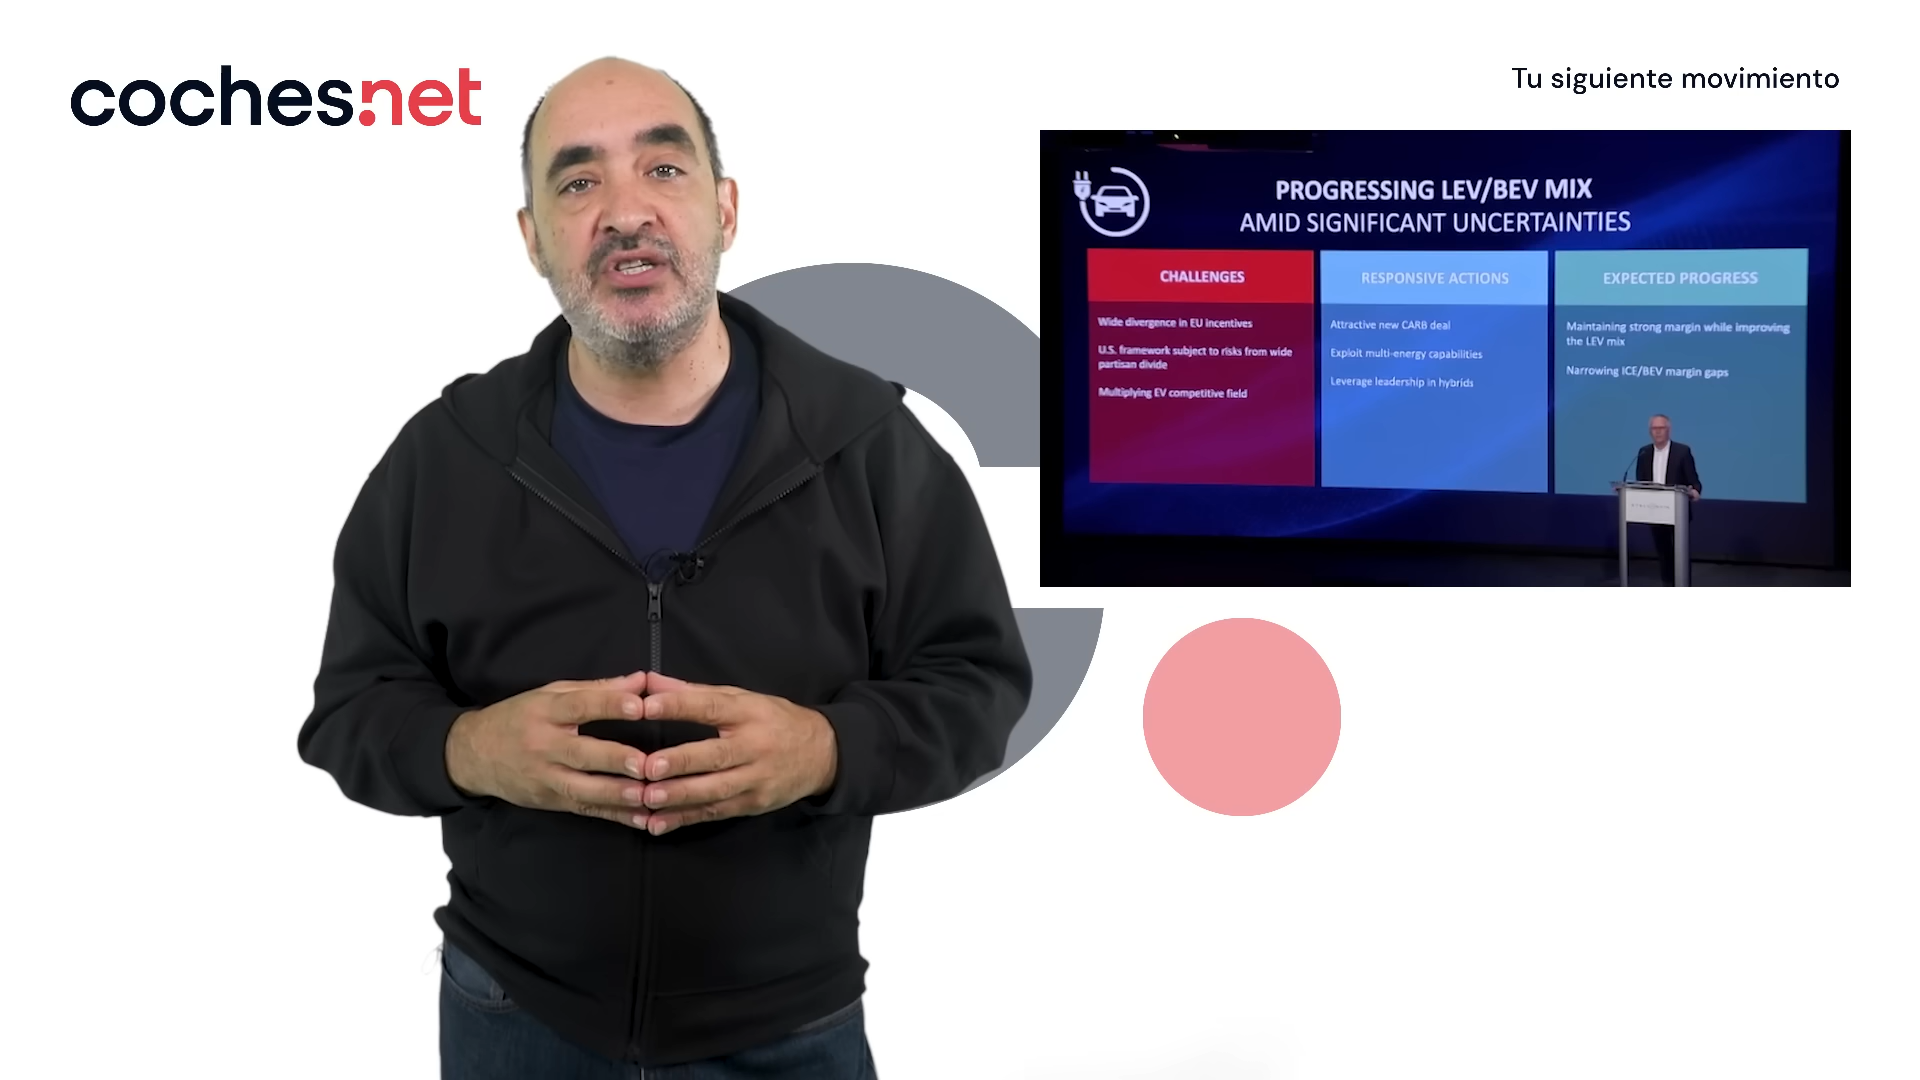 coches.net
Tu siguiente movimiento
PROGRESSING LEV/BEV MIX
AMID SIGNIFICANT UNCERTAINTIES
CHALLENGES
Wide divergence in EU incentives
U.S. framework subject to risks from wide
partisan divide
Multiplying EV competitive field
RESPONSIVE ACTIONS
Attractive new CARB deal
Exploit multi-energy capabilities
Leverage leadership in hybrids
EXPECTED PROGRESS
Maintaining strong margin while improving
the LEV mix
Narrowing ICE/BEV margin gaps